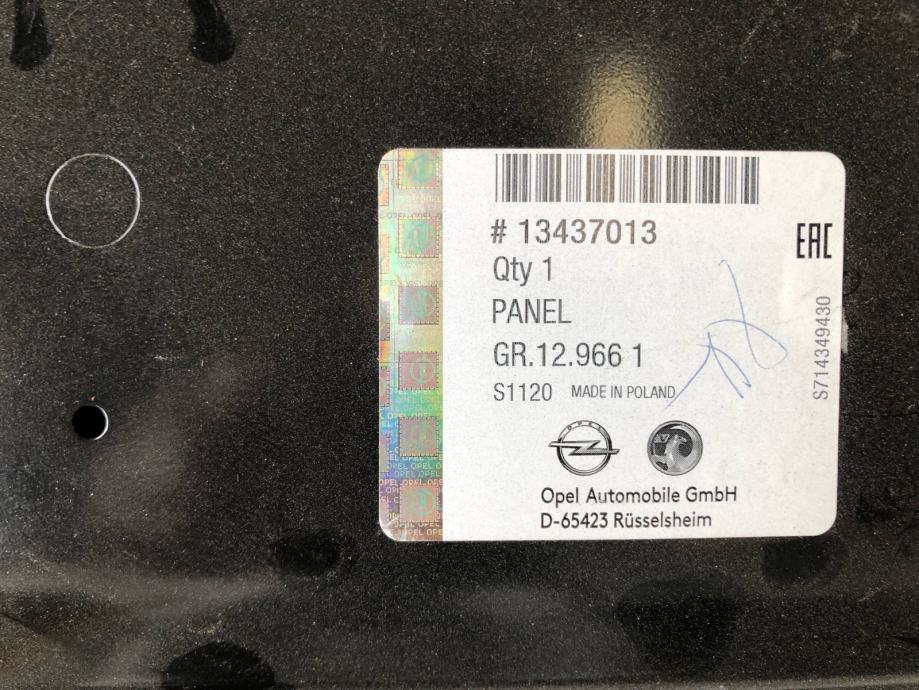 # 13437013
EAC
Qty 1
PANEL
GR.12.966 1
S1120 MADE IN POLAND
S714349430
OPEL
Opel Automobile GmbH
D-65423 Rüsselsheim